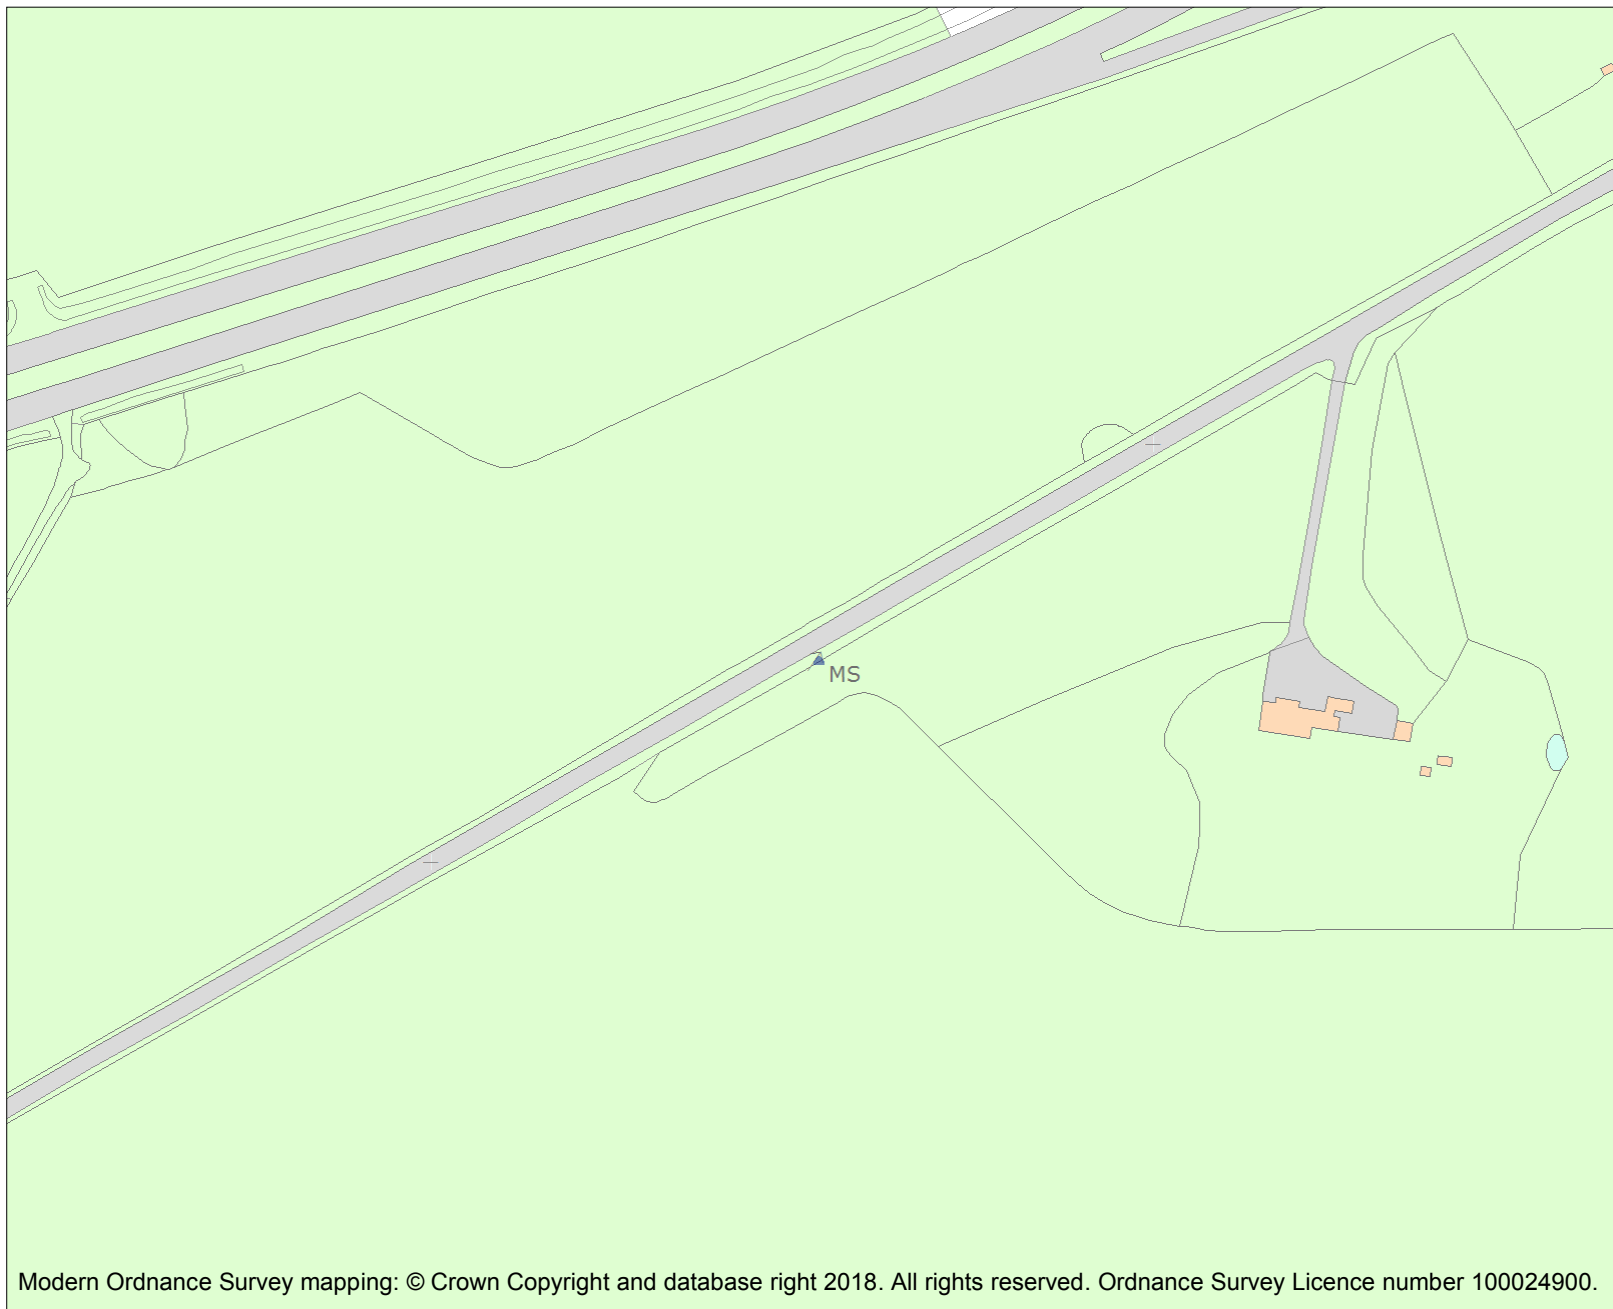 MS
Modern Ordnance Survey mapping: © Crown Copyright and database right 2018. All rights reserved. Ordnance Survey Licence number 100024900.